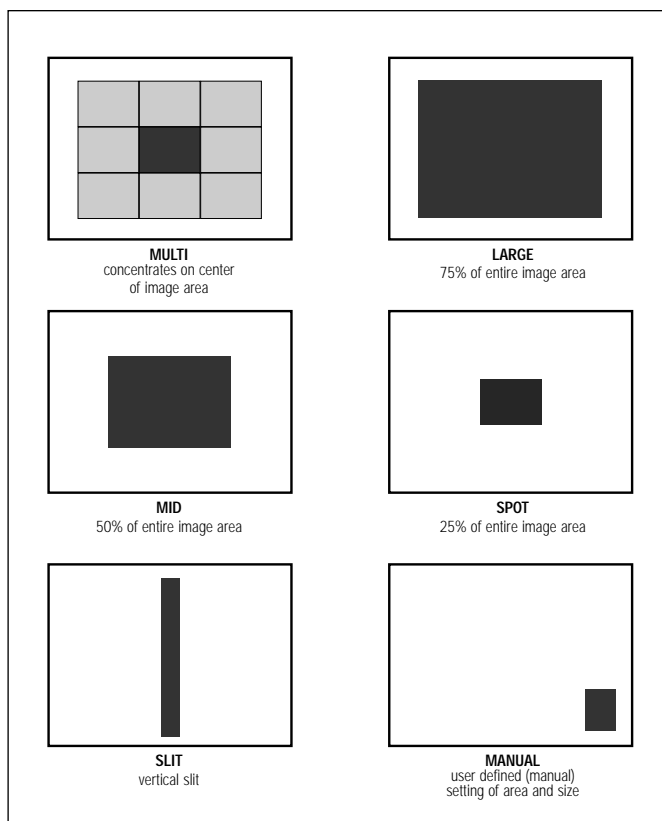 MULTI
concentrates on center
of image area
LARGE
75% of entire image area
MID
50% of entire image area
SPOT
25% of entire image area
SLIT
vertical slit
MANUAL
user defined (manual)
setting of area and size